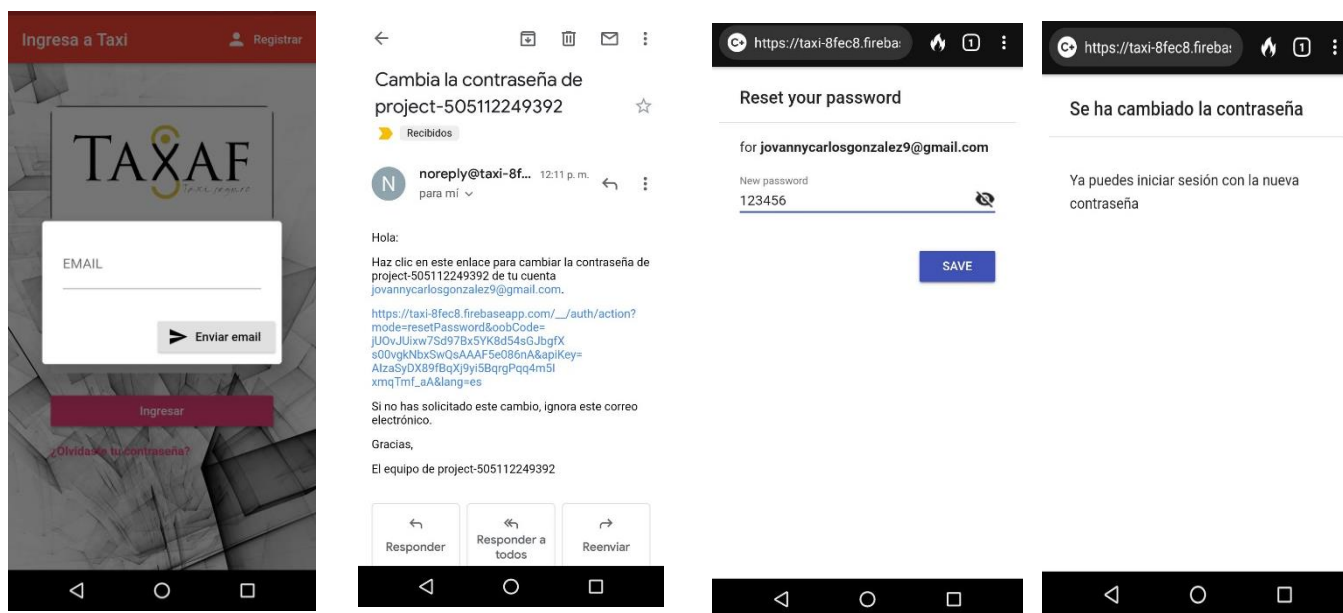 Ingresa a Taxi
Registrar
TAXAF
Taxi seguro
EMAIL
Enviar email
Ingresar
¿Olvidaste tu contraseña?
Cambia la contraseña de
project-505112249392
Recibidos
N
noreply@taxi-8f... 12:11 p. m.
para mí
Hola:
Haz clic en este enlace para cambiar la contraseña de
project-505112249392 de tu cuenta
jovannycarlosgonzalez9@gmail.com.
https://taxi-8fec8.firebaseapp.com/__/auth/action?
mode=resetPassword&oobCode=
jUOvJUixw7Sd97Bx5YK8d54sGJbgfX
s00vgkNbxSwQsAAAF5e086nA&apiKey=
AIzaSyDX89fBqXj9yi5BqrgPqq4m5I
xmqTmf_aA&lang=es
Si no has solicitado este cambio, ignora este correo
electrónico.
Gracias,
El equipo de project-505112249392
Responder
Responder a
todos
Reenviar
C+ https://taxi-8fec8.fireba: 1
Reset your password
for jovannycarlosgonzalez9@gmail.com
New password
123456
SAVE
C+ https://taxi-8fec8.firebas 1
Se ha cambiado la contraseña
Ya puedes iniciar sesión con la nueva
contraseña